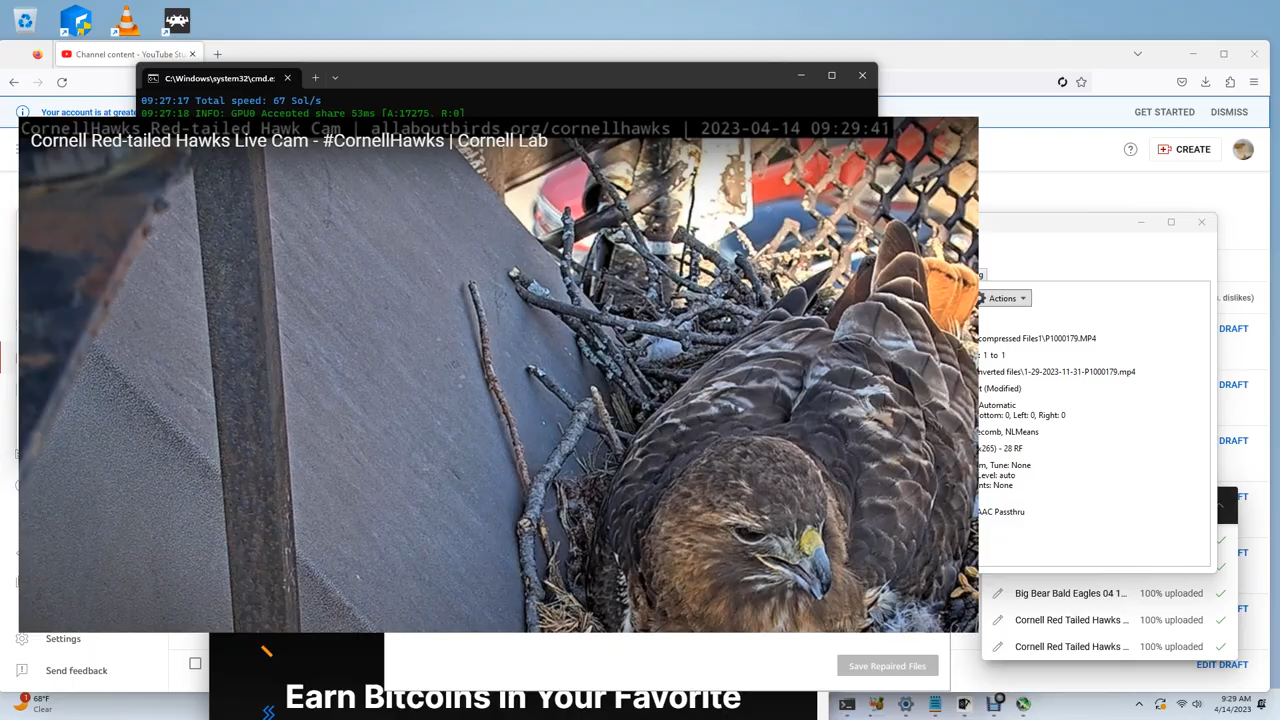 Channel content - YouTube Stu
C:\Windows\system32\cmd.e:
09:27:17 Total speed: 67 Sol/s
09:27:18 INFO: GPU0 Accepted share 53ms [A:17275, R:0]
Your account is at greate
GET STARTED
DISMISS
CornellHawks Red-tailed Hawk Cam | allaboutbirds.org/cornellhawks | 2023-04-14 09:29:41
Cornell Red-tailed Hawks Live Cam - #CornellHawks | Cornell Lab
CREATE
Actions
. dislikes)
DRAFT
compressed Files1\P1000179.MP4
: 1 to 1
nverted files\1-29-2023-11-31-P1000179.mp4
t (Modified)
DRAFT
Automatic
ottom: 0, Left: 0, Right: 0
ecomb, NLMeans
DRAFT
x265) - 28 RF
m, Tune: None
Level: auto
nts: None
AAC Passthru
Big Bear Bald Eagles 04 1...
100% uploaded
Cornell Red Tailed Hawks ...
100% uploaded
Cornell Red Tailed Hawks ...
100% uploaded
EDIT DRAFT
Settings
Send feedback
Save Repaired Files
Earn Bitcoins in Your Favorite
1
68°F
Clear
9:29 AM
4/14/2023